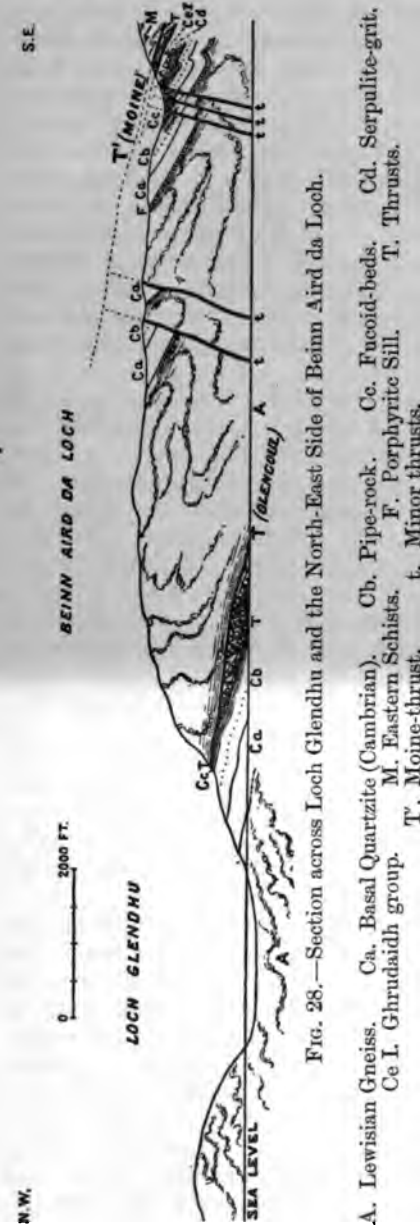 N.W.
S.E.
BEINN AIRD DA LOCH
0 2000 FT.
LOCH GLENDHU
T' (MOINE)
M
T
CeI
Cd
Cc
Cb
Ca
F
Ca
Cb
Ca
A
T (GLENCOUL)
T
Cb
Ca
CcT
A
t
t
t t t
SEA LEVEL
FIG. 28.—Section across Loch Glendhu and the North-East Side of Beinn Aird da Loch.
A. Lewisian Gneiss. Ca. Basal Quartzite (Cambrian). Cb. Pipe-rock. Cc. Fucoid-beds. Cd. Serpulite-grit.
Ce I. Ghrudaidh group. M. Eastern Schists. F. Porphyrite Sill. T. Thrusts.
T'. Moine-thrust. t. Minor thrusts.